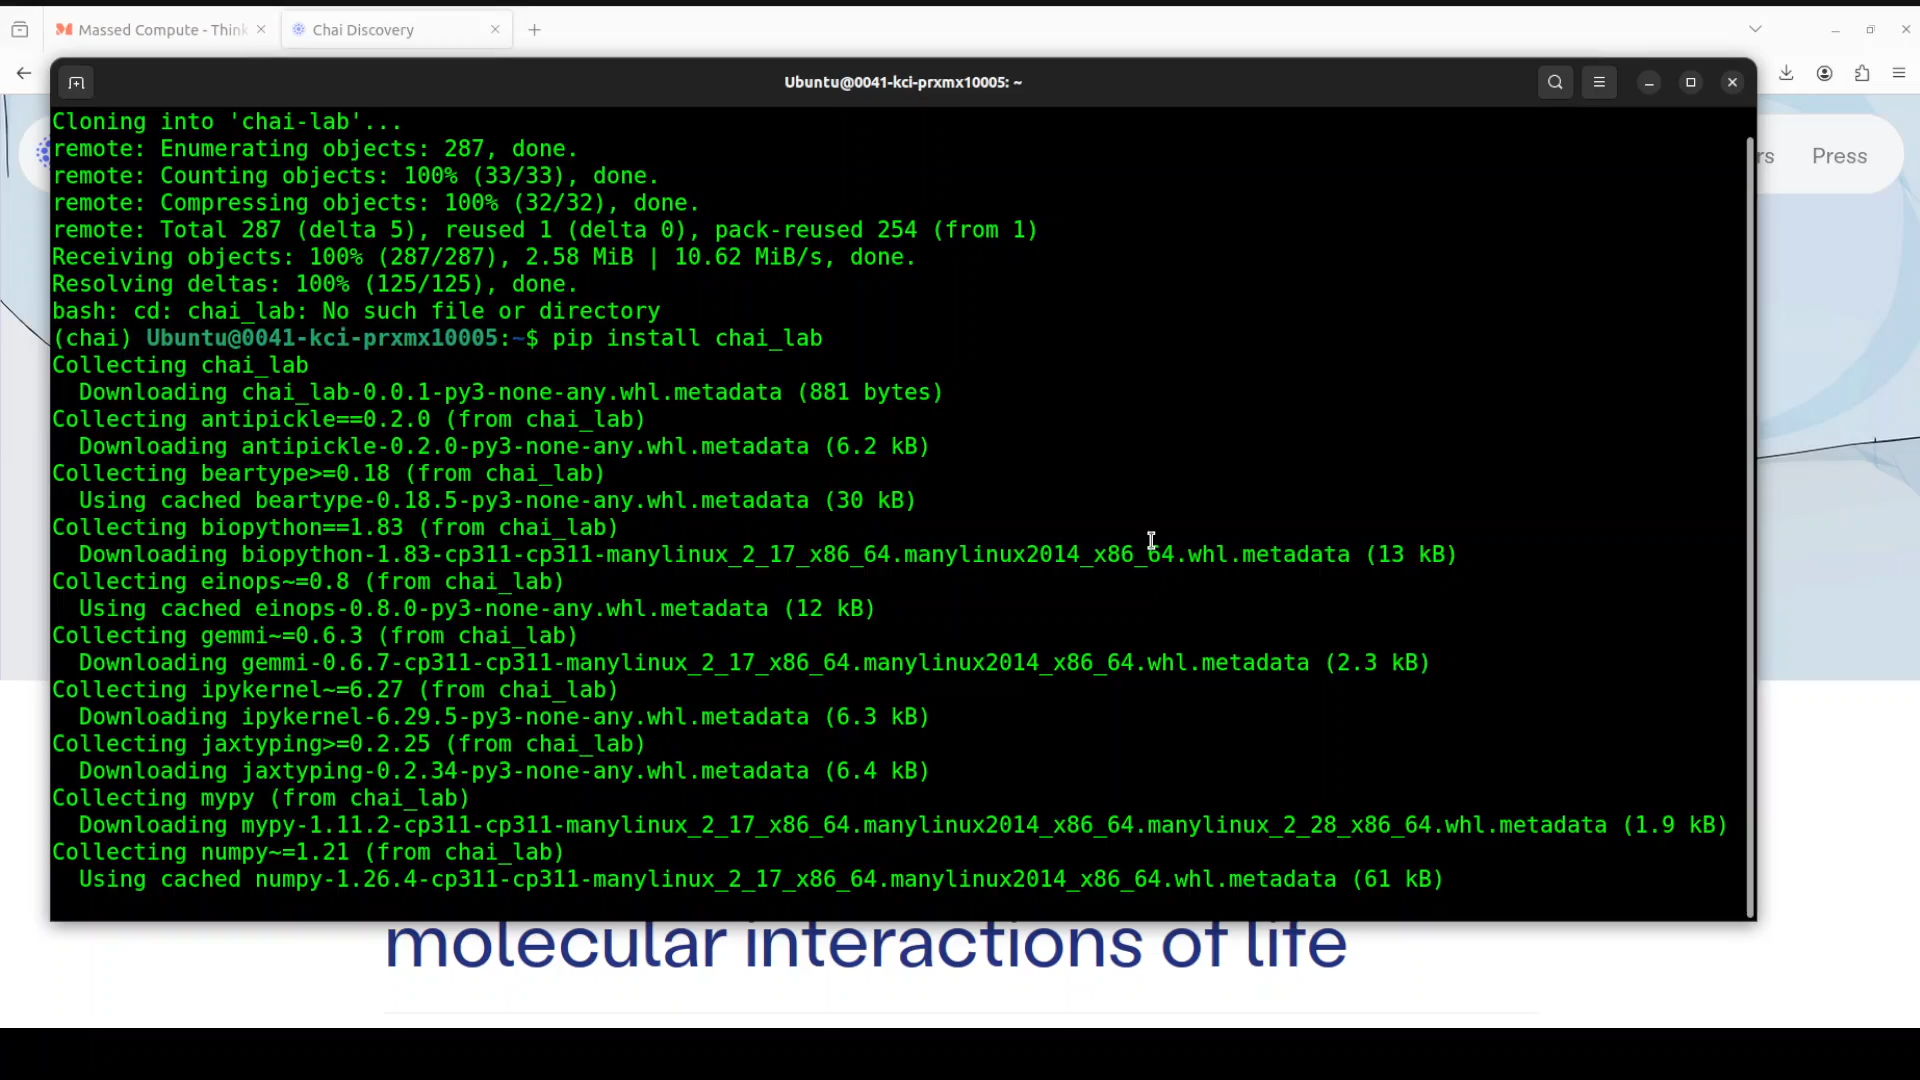 Massed Compute - Think
Chai Discovery
Ubuntu@0041-kci-prxmx10005: ~
rs
Press
Cloning into 'chai-lab'...
remote: Enumerating objects: 287, done.
remote: Counting objects: 100% (33/33), done.
remote: Compressing objects: 100% (32/32), done.
remote: Total 287 (delta 5), reused 1 (delta 0), pack-reused 254 (from 1)
Receiving objects: 100% (287/287), 2.58 MiB | 10.62 MiB/s, done.
Resolving deltas: 100% (125/125), done.
bash: cd: chai_lab: No such file or directory
(chai) Ubuntu@0041-kci-prxmx10005:~$ pip install chai_lab
Collecting chai_lab
  Downloading chai_lab-0.0.1-py3-none-any.whl.metadata (881 bytes)
Collecting antipickle==0.2.0 (from chai_lab)
  Downloading antipickle-0.2.0-py3-none-any.whl.metadata (6.2 kB)
Collecting beartype>=0.18 (from chai_lab)
  Using cached beartype-0.18.5-py3-none-any.whl.metadata (30 kB)
Collecting biopython==1.83 (from chai_lab)
  Downloading biopython-1.83-cp311-cp311-manylinux_2_17_x86_64.manylinux2014_x86_64.whl.metadata (13 kB)
Collecting einops~=0.8 (from chai_lab)
  Using cached einops-0.8.0-py3-none-any.whl.metadata (12 kB)
Collecting gemmi~=0.6.3 (from chai_lab)
  Downloading gemmi-0.6.7-cp311-cp311-manylinux_2_17_x86_64.manylinux2014_x86_64.whl.metadata (2.3 kB)
Collecting ipykernel~=6.27 (from chai_lab)
  Downloading ipykernel-6.29.5-py3-none-any.whl.metadata (6.3 kB)
Collecting jaxtyping>=0.2.25 (from chai_lab)
  Downloading jaxtyping-0.2.34-py3-none-any.whl.metadata (6.4 kB)
Collecting mypy (from chai_lab)
  Downloading mypy-1.11.2-cp311-cp311-manylinux_2_17_x86_64.manylinux2014_x86_64.manylinux_2_28_x86_64.whl.metadata (1.9 kB)
Collecting numpy~=1.21 (from chai_lab)
  Using cached numpy-1.26.4-cp311-cp311-manylinux_2_17_x86_64.manylinux2014_x86_64.whl.metadata (61 kB)
molecular interactions of life